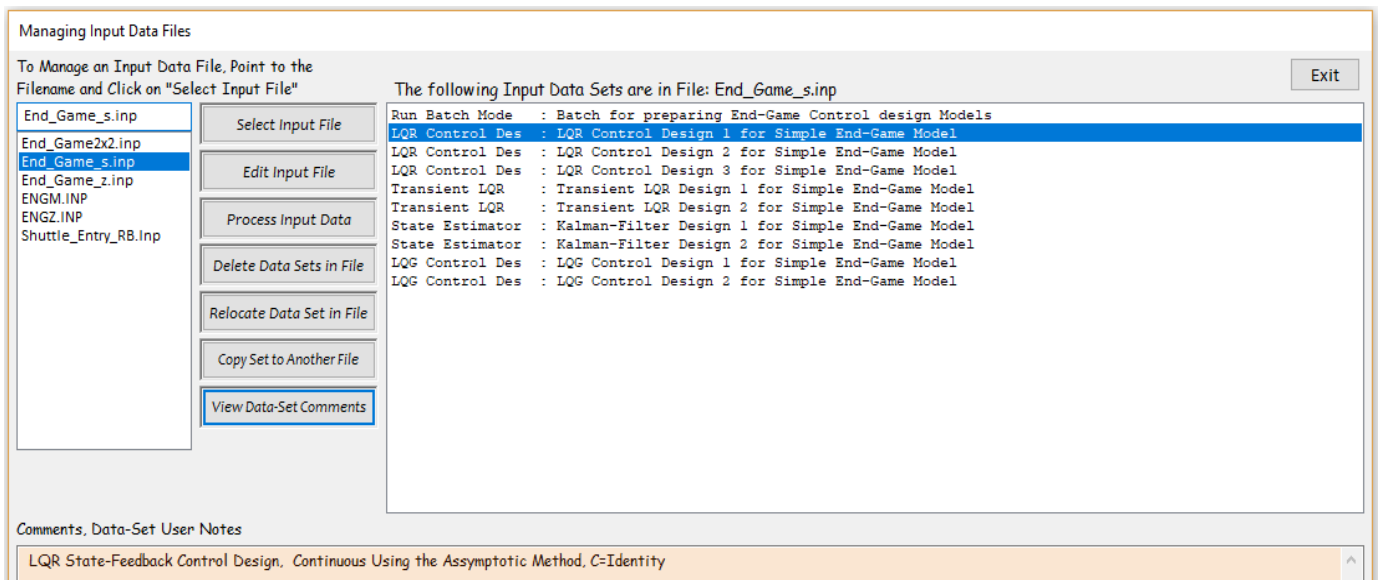 Managing Input Data Files
To Manage an Input Data File, Point to the
Filename and Click on "Select Input File"
The following Input Data Sets are in File: End_Game_s.inp
Exit
End_Game_s.inp
End_Game2x2.inp
End_Game_s.inp
End_Game_z.inp
ENGM.INP
ENGZ.INP
Shuttle_Entry_RB.Inp
Select Input File
Edit Input File
Process Input Data
Delete Data Sets in File
Relocate Data Set in File
Copy Set to Another File
View Data-Set Comments
Run Batch Mode : Batch for preparing End-Game Control design Models
LQR Control Des : LQR Control Design 1 for Simple End-Game Model
LQR Control Des : LQR Control Design 2 for Simple End-Game Model
LQR Control Des : LQR Control Design 3 for Simple End-Game Model
Transient LQR : Transient LQR Design 1 for Simple End-Game Model
Transient LQR : Transient LQR Design 2 for Simple End-Game Model
State Estimator : Kalman-Filter Design 1 for Simple End-Game Model
State Estimator : Kalman-Filter Design 2 for Simple End-Game Model
LQG Control Des : LQG Control Design 1 for Simple End-Game Model
LQG Control Des : LQG Control Design 2 for Simple End-Game Model
Comments, Data-Set User Notes
LQR State-Feedback Control Design, Continuous Using the Assymptotic Method, C=Identity